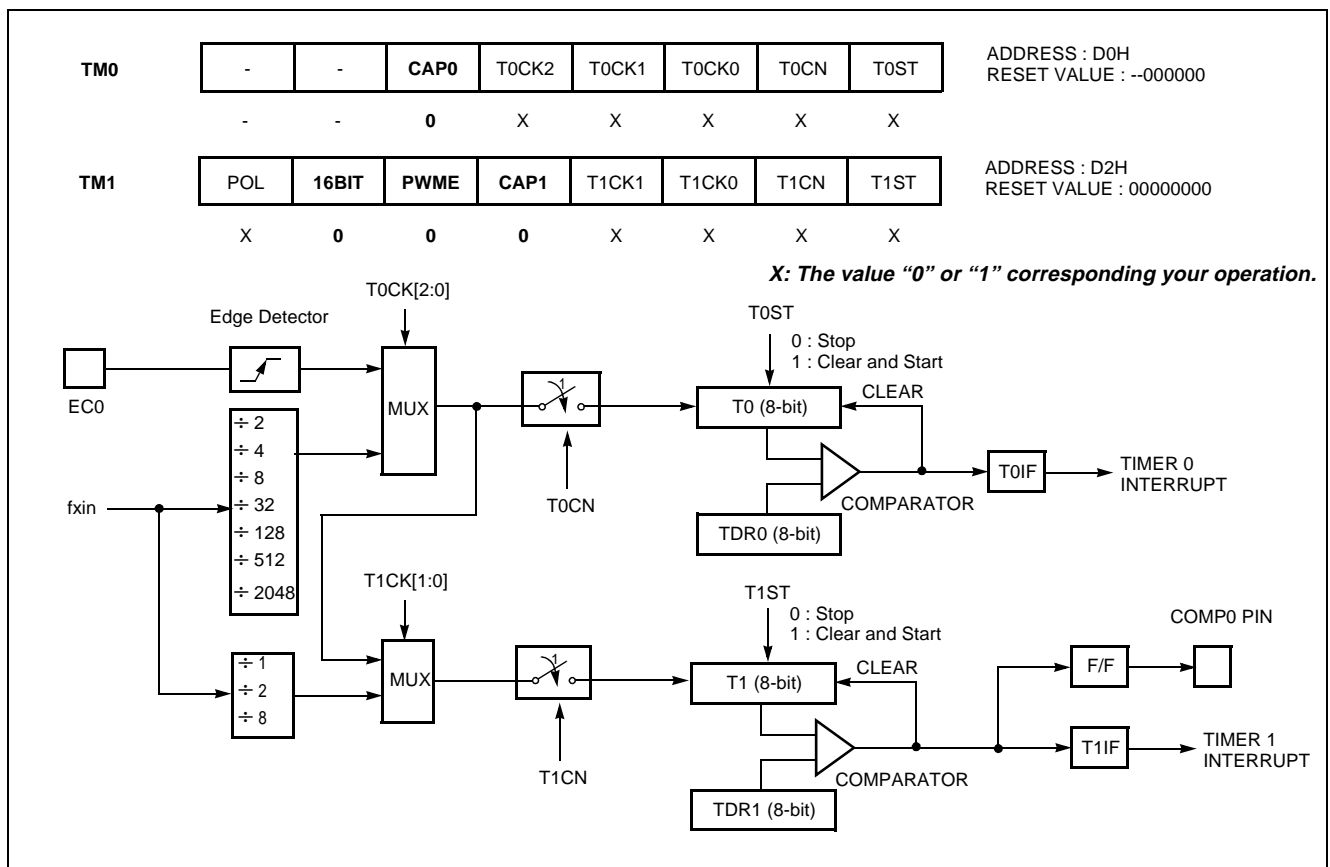 TM0 - - CAP0 T0CK2 T0CK1 T0CK0 T0CN T0ST
ADDRESS : D0H
RESET VALUE : --000000
- - 0 X X X X X
TM1 POL 16BIT PWME CAP1 T1CK1 T1CK0 T1CN T1ST
ADDRESS : D2H
RESET VALUE : 00000000
X 0 0 0 X X X X
X: The value “0” or “1” corresponding your operation.
T0CK[2:0]
Edge Detector
T0ST
0 : Stop
1 : Clear and Start
EC0
MUX
1
T0 (8-bit)
CLEAR
÷ 2
÷ 4
÷ 8
÷ 32
÷ 128
÷ 512
÷ 2048
fxin
T0CN
COMPARATOR
T0IF
TIMER 0
INTERRUPT
TDR0 (8-bit)
T1CK[1:0]
T1ST
0 : Stop
1 : Clear and Start
COMP0 PIN
÷ 1
÷ 2
÷ 8
MUX
1
T1 (8-bit)
CLEAR
F/F
T1CN
COMPARATOR
T1IF
TIMER 1
INTERRUPT
TDR1 (8-bit)